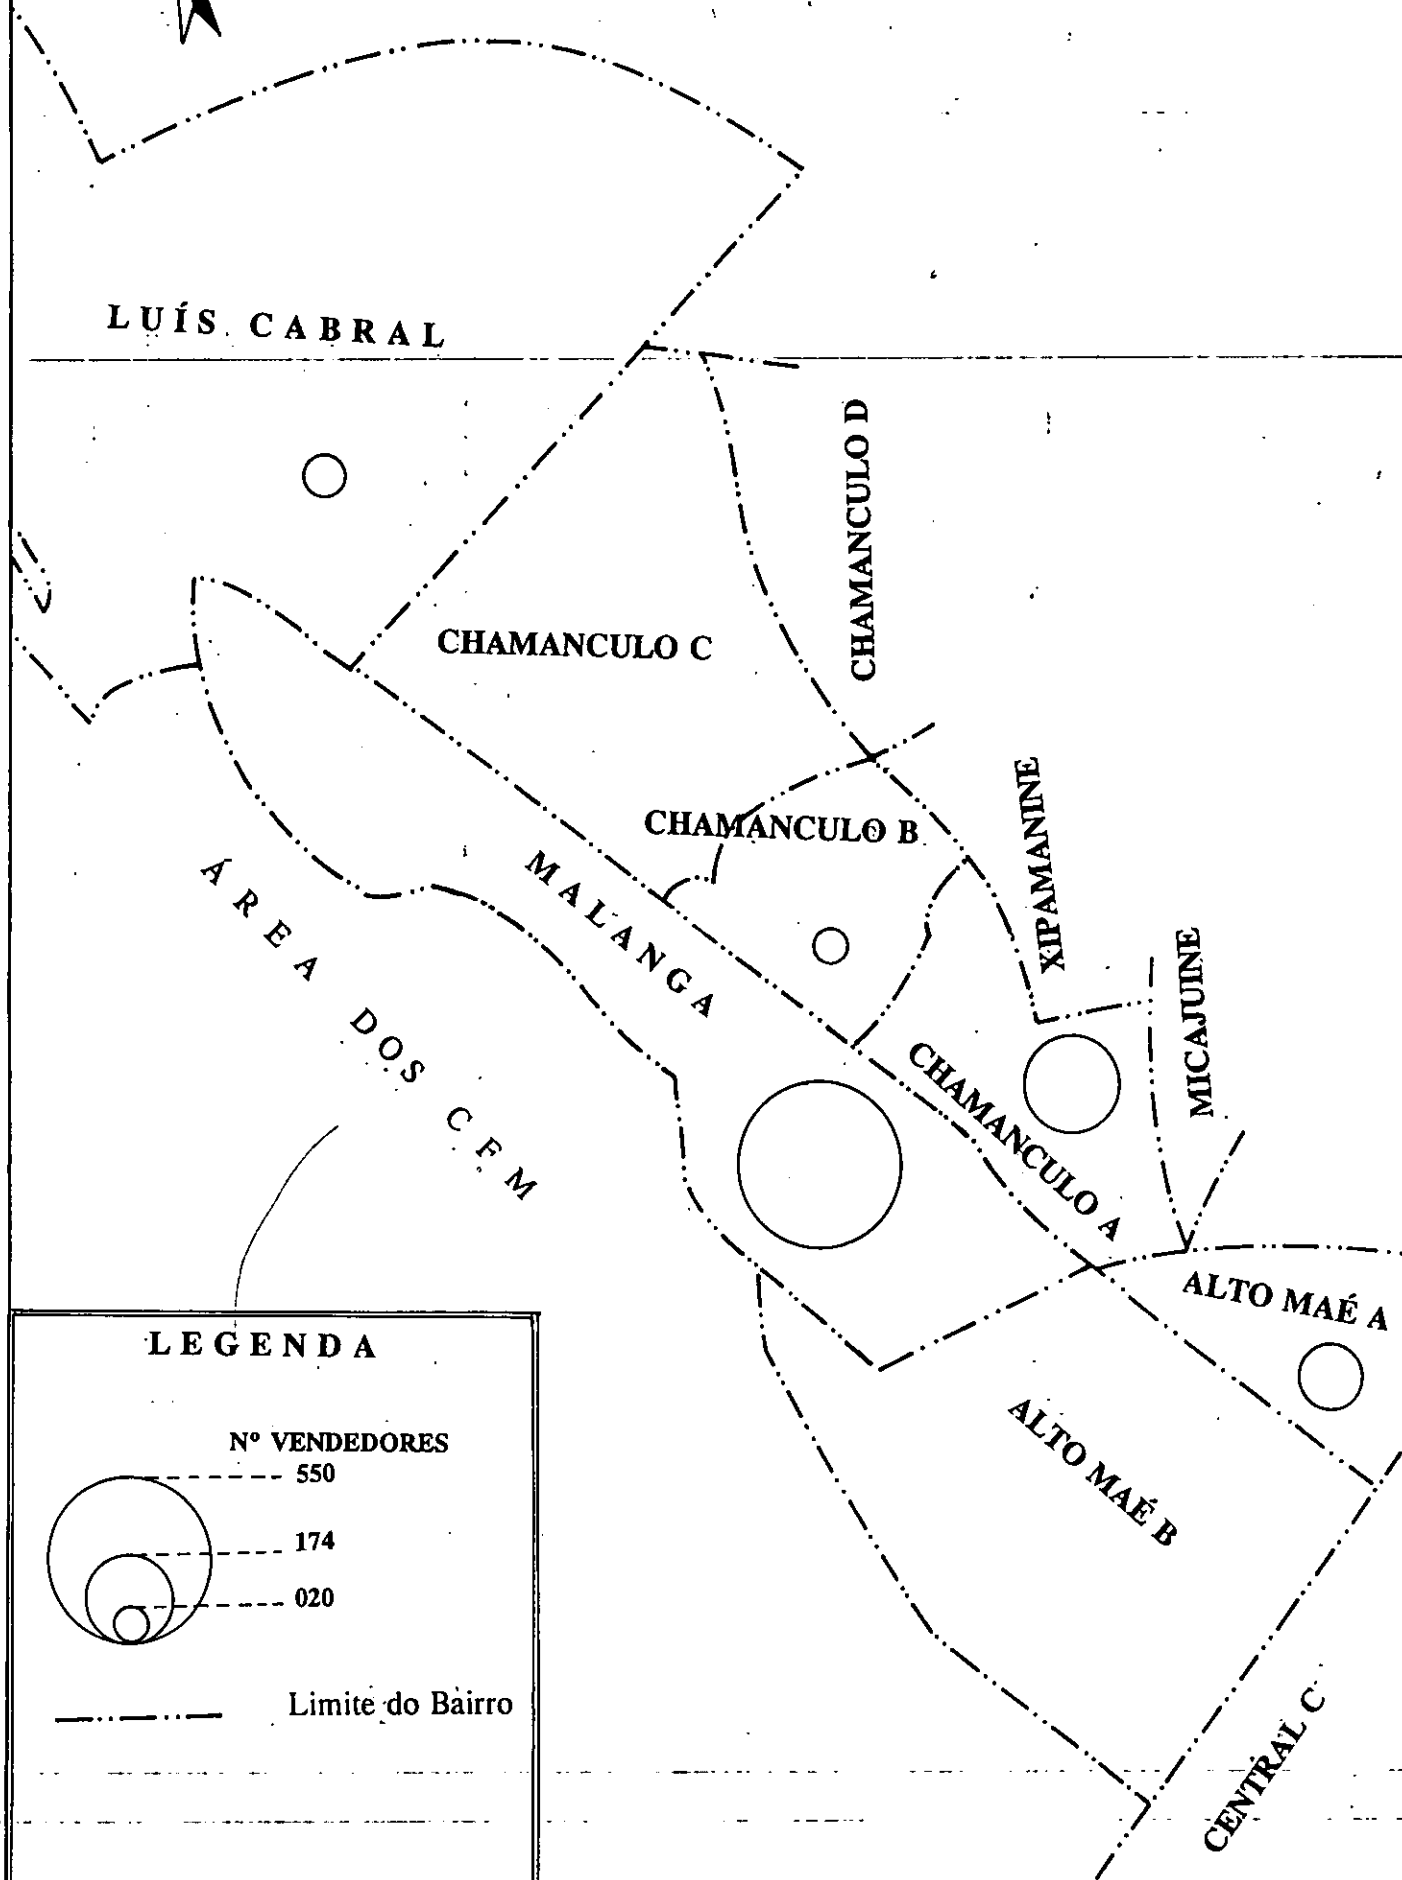 LUÍS CABRAL
CHAMANCULO D
CHAMANCULO C
XIPAMANINE
CHAMANCULO B
MALANGA
MICAJUINE
ÁREA DOS CFM
CHAMANCULO A
ALTO MAÉ A
ALTO MAÉ B
CENTRAL C
LEGENDA
Nº VENDEDORES
550
174
020
Limite do Bairro